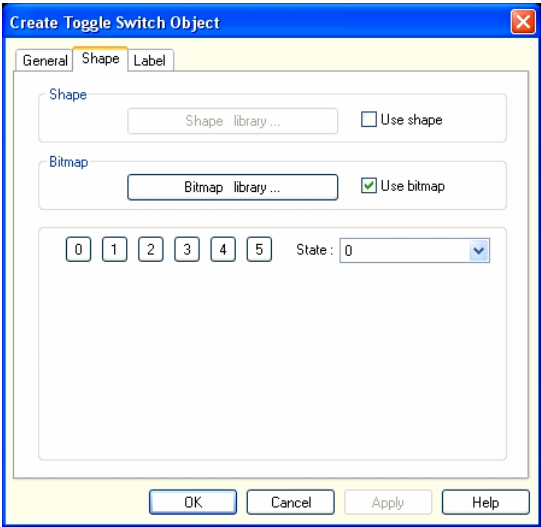 Create Toggle Switch Object
General Shape Label
Shape
Shape library ... Use shape
Bitmap
Bitmap library ... Use bitmap
0 1 2 3 4 5 State : 0
OK Cancel Apply Help